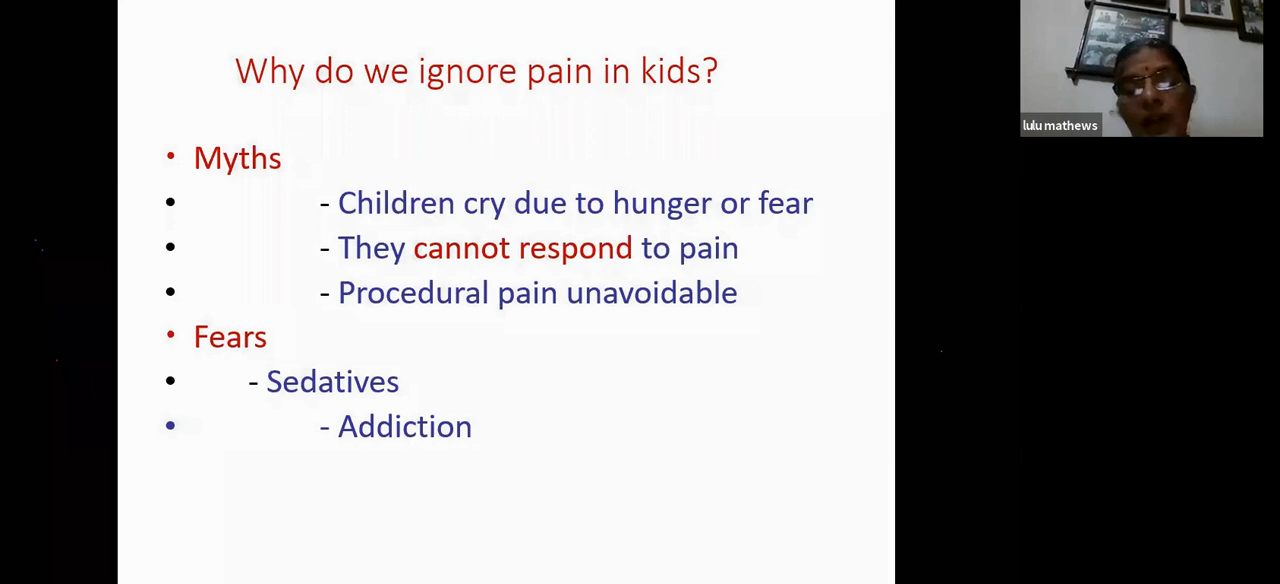 Why do we ignore pain in kids?
• Myths
• - Children cry due to hunger or fear
• - They cannot respond to pain
• - Procedural pain unavoidable
• Fears
• - Sedatives
• - Addiction
lulu mathews